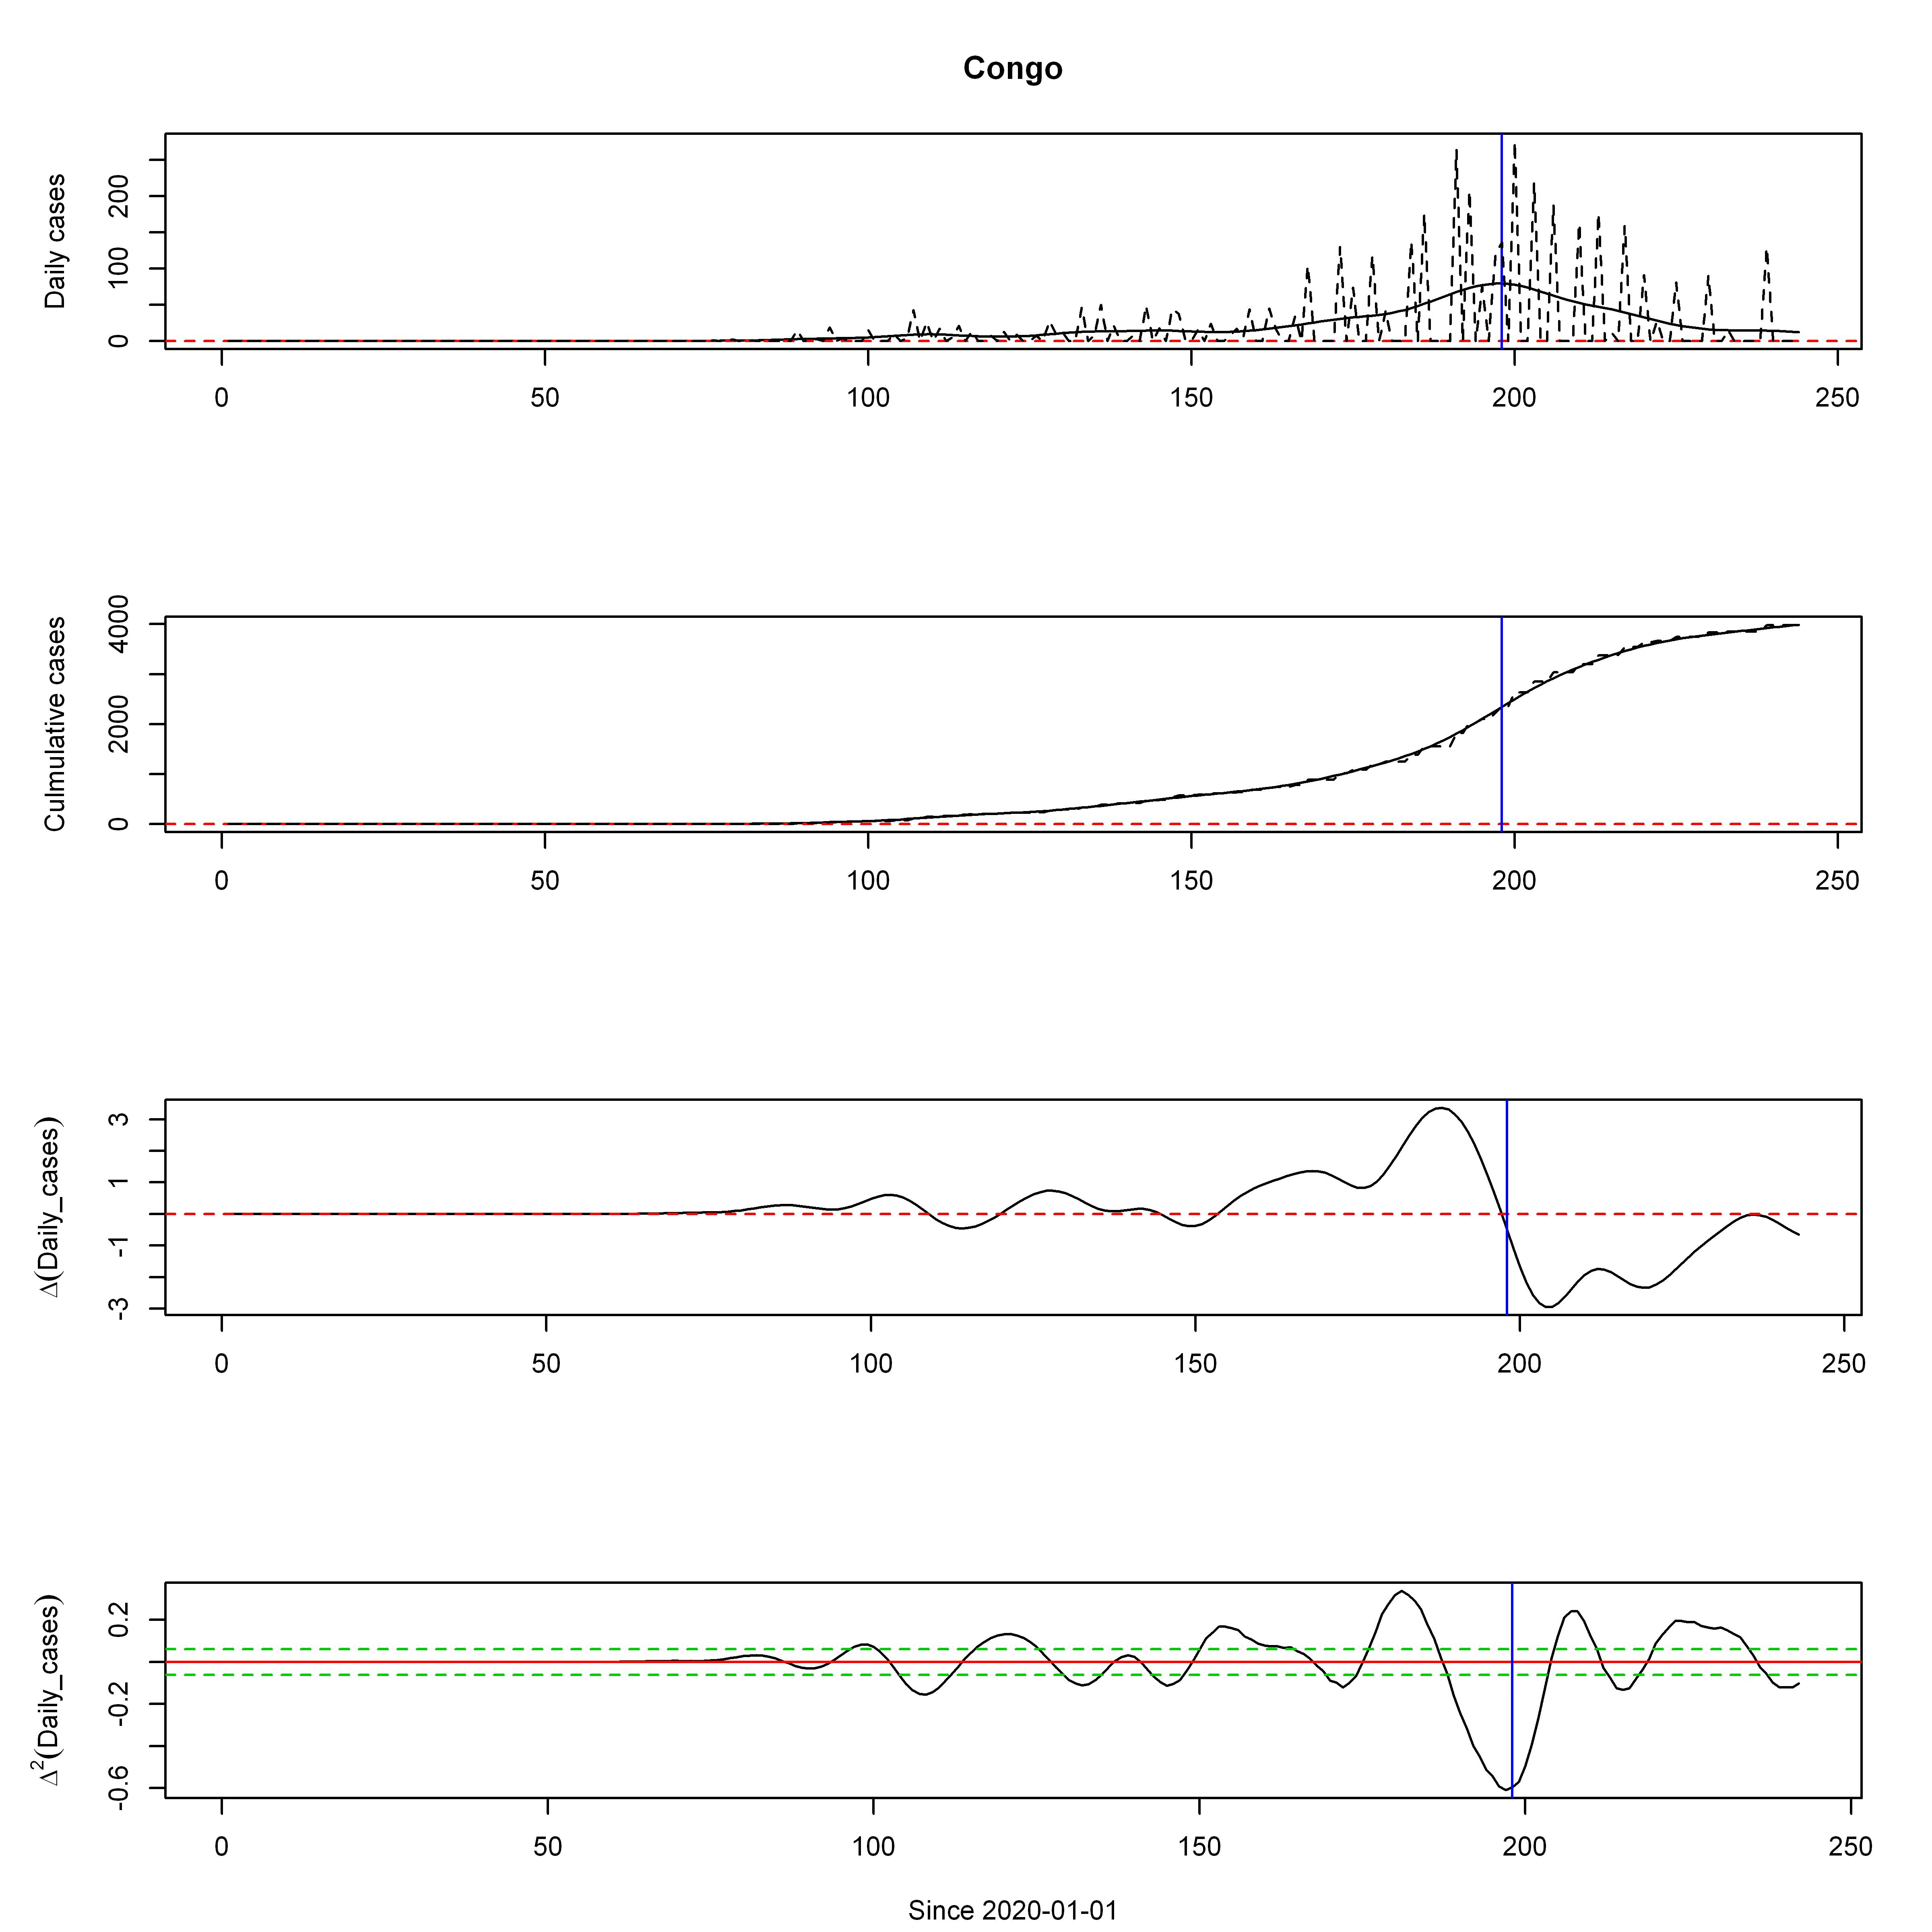 Congo
Daily cases
0 100 200
0 50 100 150 200 250
Culmulative cases
0 2000 4000
0 50 100 150 200 250
Δ(Daily_cases)
-3 -1 1 3
0 50 100 150 200 250
Δ²(Daily_cases)
-0.6 -0.2 0.2
0 50 100 150 200 250
Since 2020-01-01